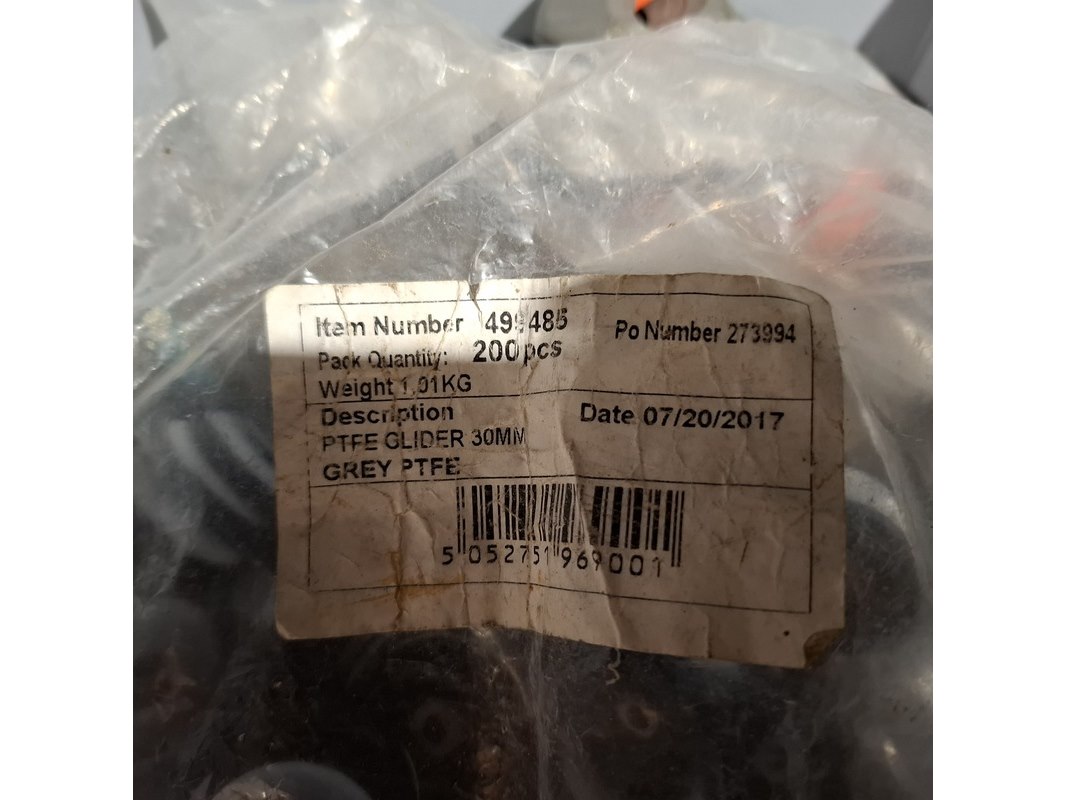 Item Number 499485
Po Number 273994
Pack Quantity: 200pcs
Weight 1.01KG
Description
Date 07/20/2017
PTFE GLIDER 30MM
GREY PTFE
5 052751 969001